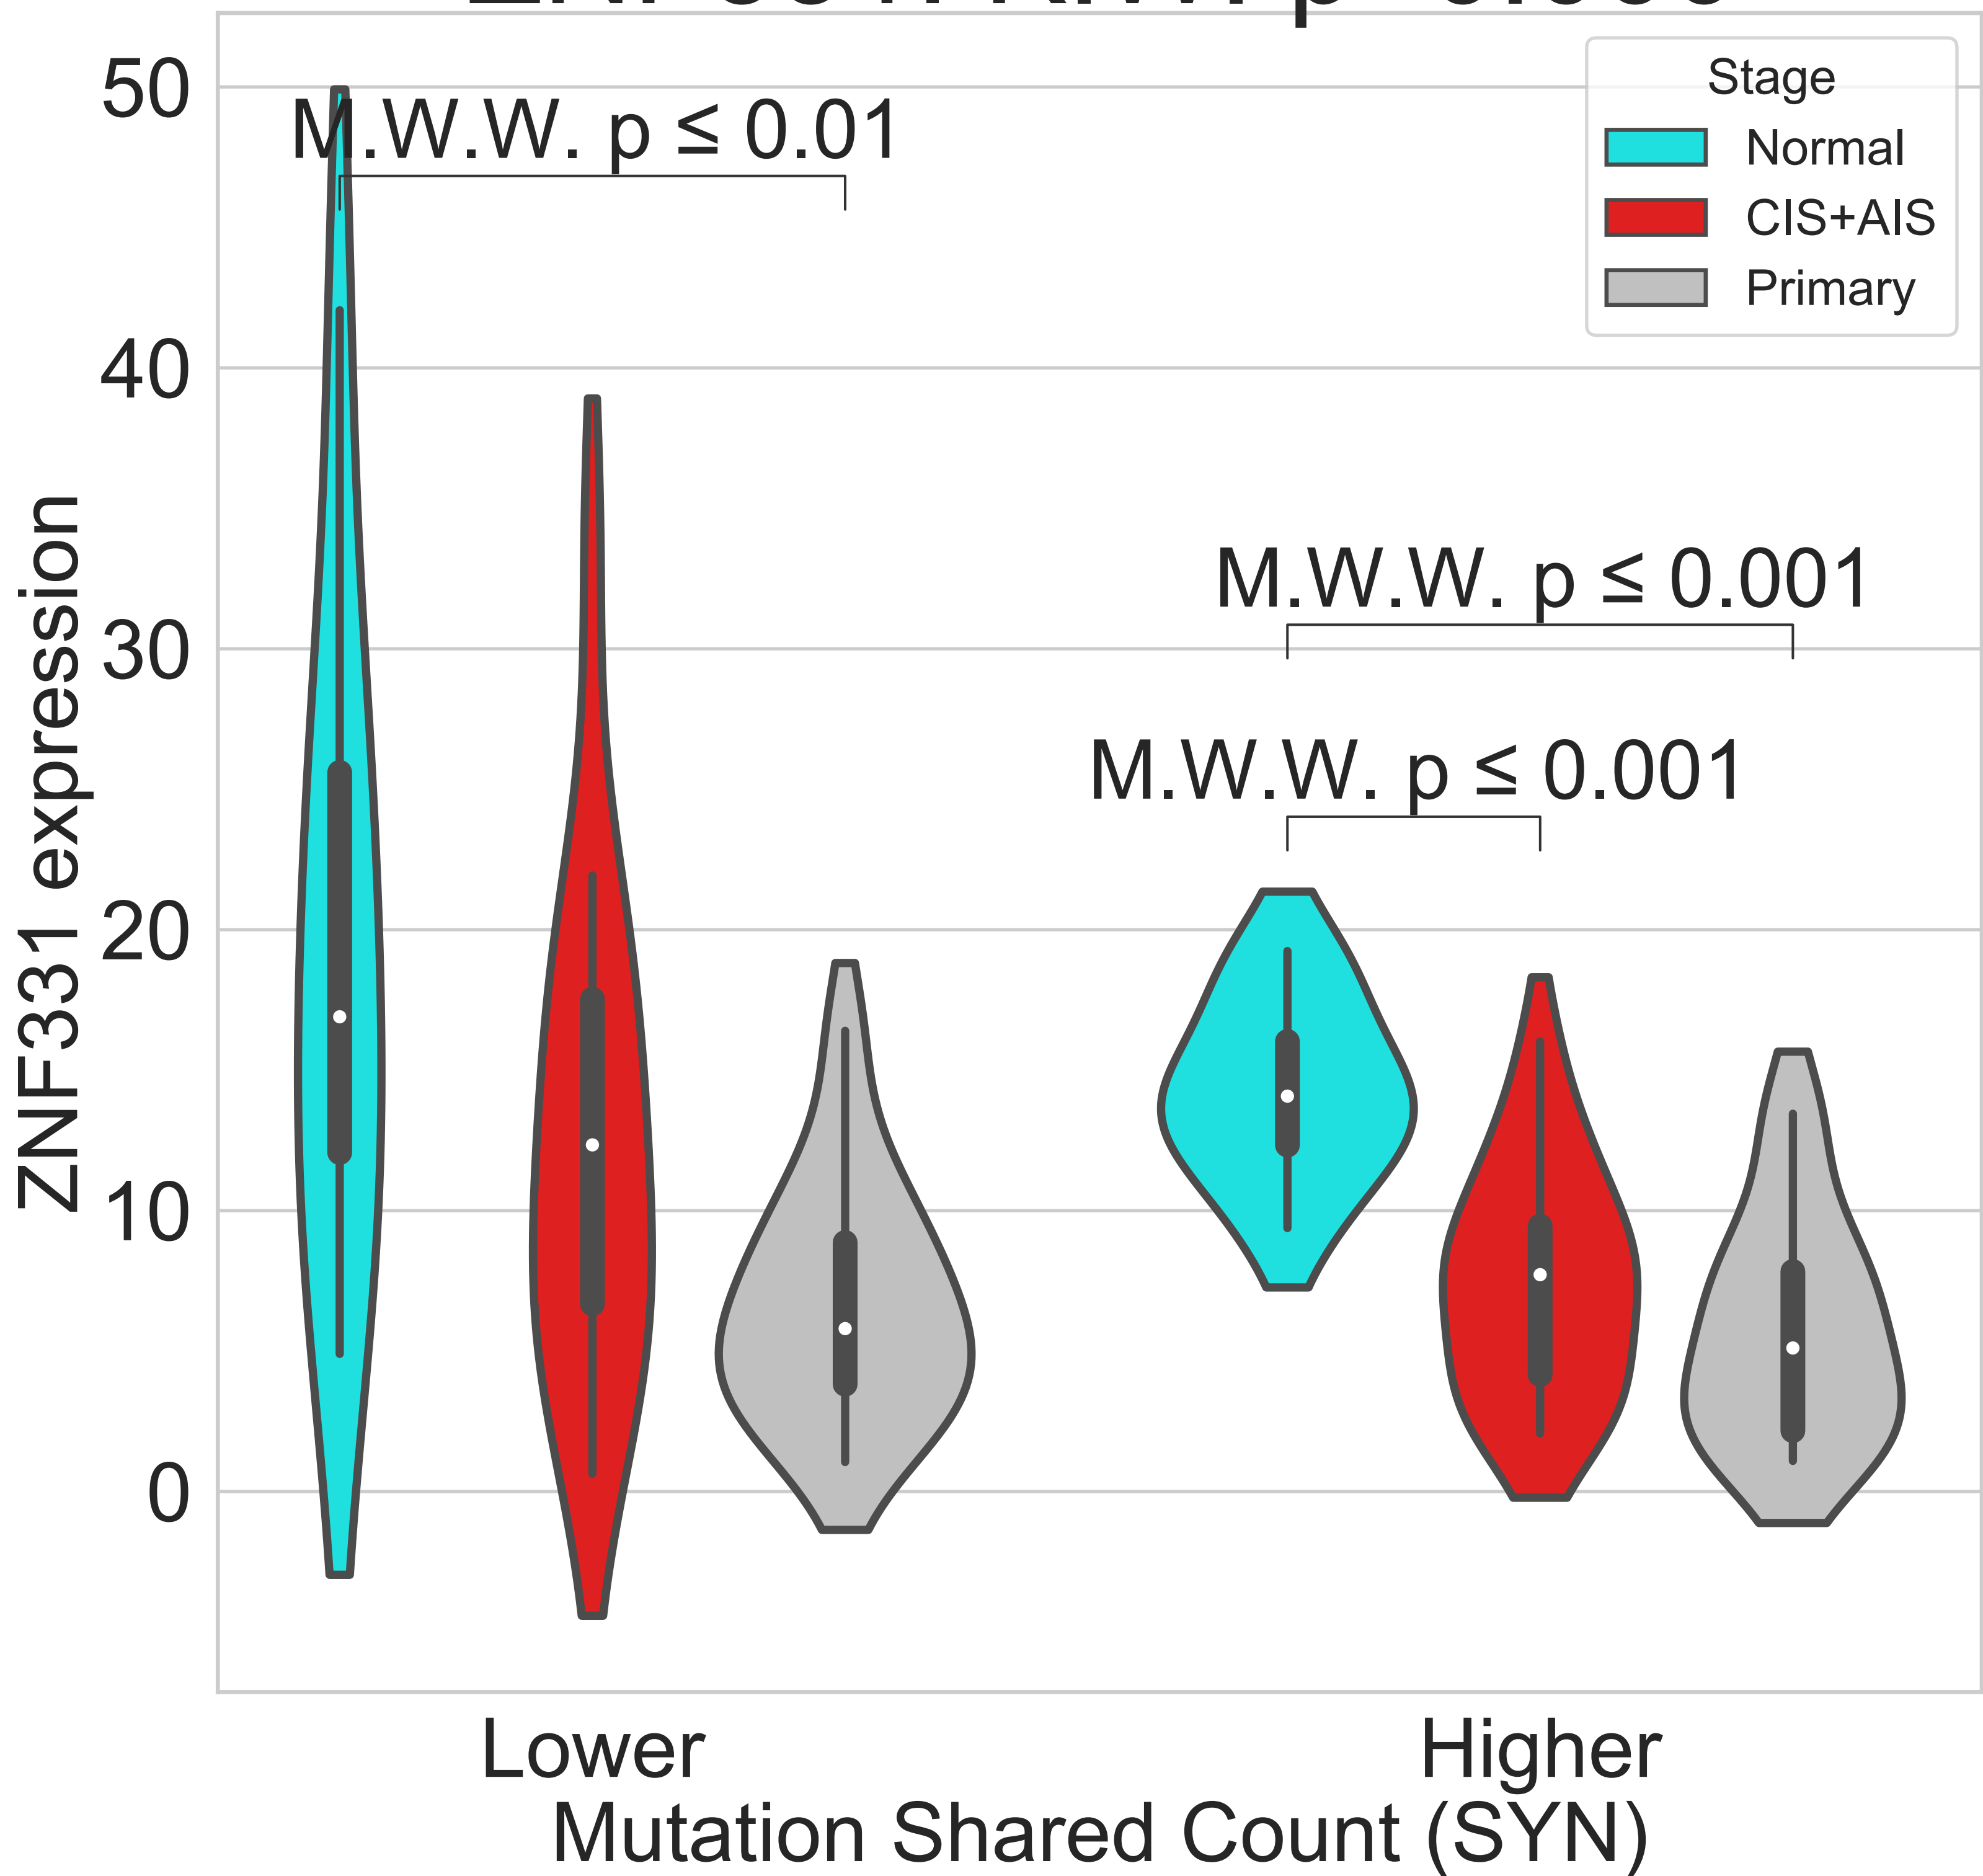 50
M.W.W. p ≤ 0.01
Stage
Normal
CIS+AIS
Primary
40
M.W.W. p ≤ 0.001
30
M.W.W. p ≤ 0.001
20
10
0
ZNF331 expression
Lower
Higher
Mutation Shared Count (SYN)